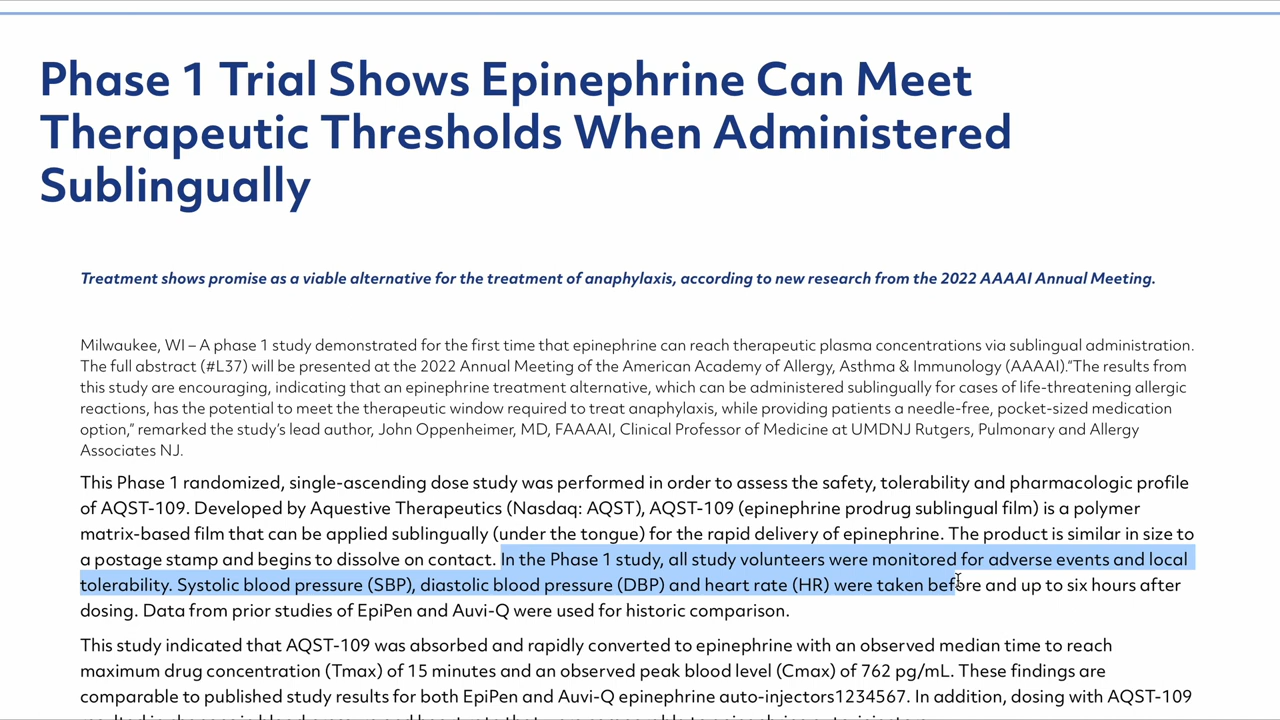 Phase 1 Trial Shows Epinephrine Can Meet
Therapeutic Thresholds When Administered
Sublingually
Treatment shows promise as a viable alternative for the treatment of anaphylaxis, according to new research from the 2022 AAAAI Annual Meeting.
Milwaukee, WI – A phase 1 study demonstrated for the first time that epinephrine can reach therapeutic plasma concentrations via sublingual administration.
The full abstract (#L37) will be presented at the 2022 Annual Meeting of the American Academy of Allergy, Asthma & Immunology (AAAAI)."The results from
this study are encouraging, indicating that an epinephrine treatment alternative, which can be administered sublingually for cases of life-threatening allergic
reactions, has the potential to meet the therapeutic window required to treat anaphylaxis, while providing patients a needle-free, pocket-sized medication
option," remarked the study's lead author, John Oppenheimer, MD, FAAAAI, Clinical Professor of Medicine at UMDNJ Rutgers, Pulmonary and Allergy
Associates NJ.
This Phase 1 randomized, single-ascending dose study was performed in order to assess the safety, tolerability and pharmacologic profile
of AQST-109. Developed by Aquestive Therapeutics (Nasdaq: AQST), AQST-109 (epinephrine prodrug sublingual film) is a polymer
matrix-based film that can be applied sublingually (under the tongue) for the rapid delivery of epinephrine. The product is similar in size to
a postage stamp and begins to dissolve on contact. In the Phase 1 study, all study volunteers were monitored for adverse events and local
tolerability. Systolic blood pressure (SBP), diastolic blood pressure (DBP) and heart rate (HR) were taken before and up to six hours after
dosing. Data from prior studies of EpiPen and Auvi-Q were used for historic comparison.
This study indicated that AQST-109 was absorbed and rapidly converted to epinephrine with an observed median time to reach
maximum drug concentration (Tmax) of 15 minutes and an observed peak blood level (Cmax) of 762 pg/mL. These findings are
comparable to published study results for both EpiPen and Auvi-Q epinephrine auto-injectors1234567. In addition, dosing with AQST-109